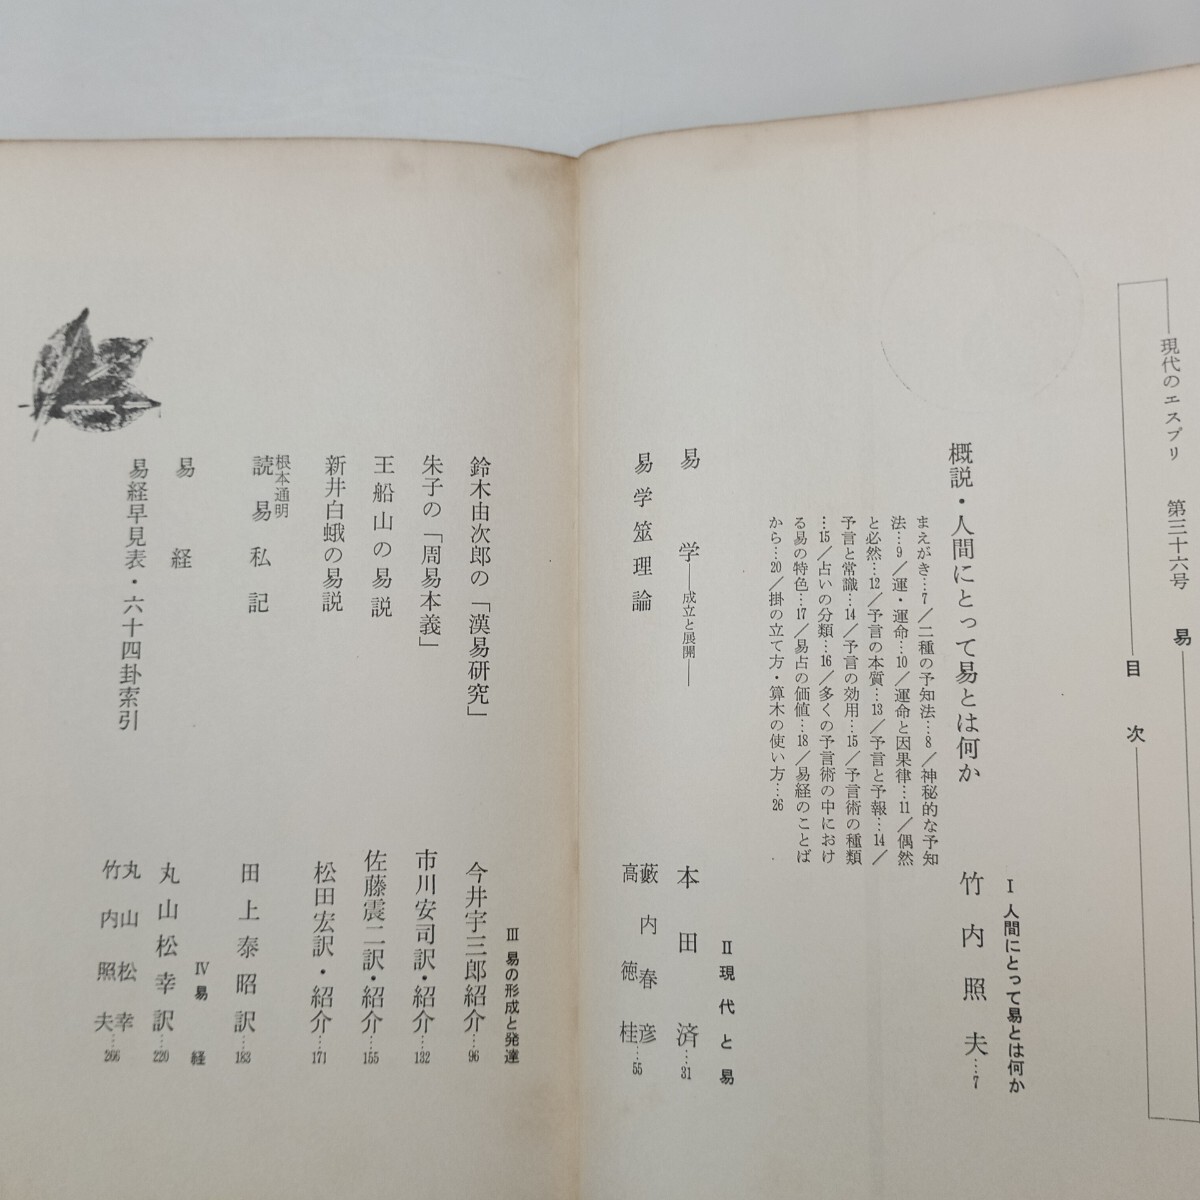 現代のエスプリ　第三十六号　易
目次
Ⅰ 人間にとって易とは何か
概説・人間にとって易とは何か　竹内照夫…7
まえがき…7／二種の予知法…8／神秘的な予知
法…9／運・運命…10／運命と因果律…11／偶然
と必然…12／予言の本質…13／予言と予報…14／
予言と常識…14／予言の効用…15／予言術の種類
…15／占いの分類…16／多くの予言術の中におけ
る易の特色…17／易占の価値…18／易経のことば
から…20／掛の立て方・算木の使い方…26
Ⅱ 現代と易
易学――成立と展開――　本田済…31
易学筮理論　藪内春彦　高徳桂…55
Ⅲ 易の形成と発達
鈴木由次郎の「漢易研究」　今井宇三郎紹介…96
朱子の「周易本義」　市川安司訳・紹介…132
王船山の易説　佐藤震二訳・紹介…155
新井白蛾の易説　松田宏訳・紹介…171
根本通明
読易私記　田上泰昭訳…183
Ⅳ 易経
易経　丸山松幸訳…220
易経早見表・六十四卦索引　丸山松幸　竹内照夫…266